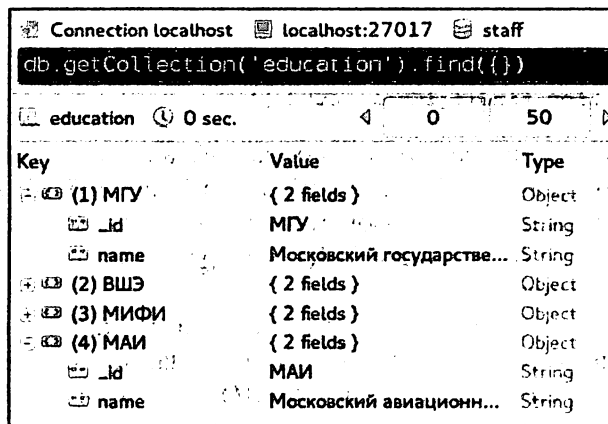 Connection localhost localhost:27017 staff
db.getCollection('education').find({})
education 0 sec. 0 50
Key Value Type
(1) МГУ { 2 fields } Object
_id МГУ String
name Московский государстве... String
(2) ВШЭ { 2 fields } Object
(3) МИФИ { 2 fields } Object
(4) МАИ { 2 fields } Object
_id МАИ String
name Московский авиационн... String